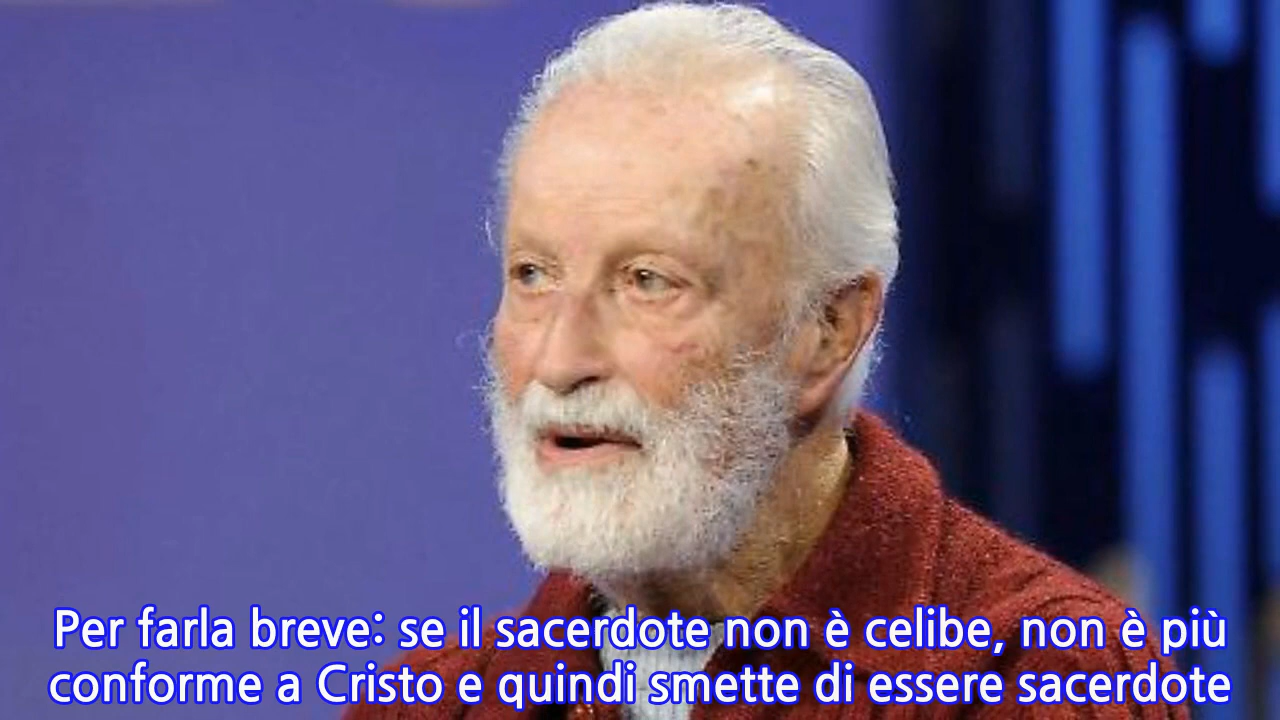 Per farla breve: se il sacerdote non è celibe, non è più
conforme a Cristo e quindi smette di essere sacerdote